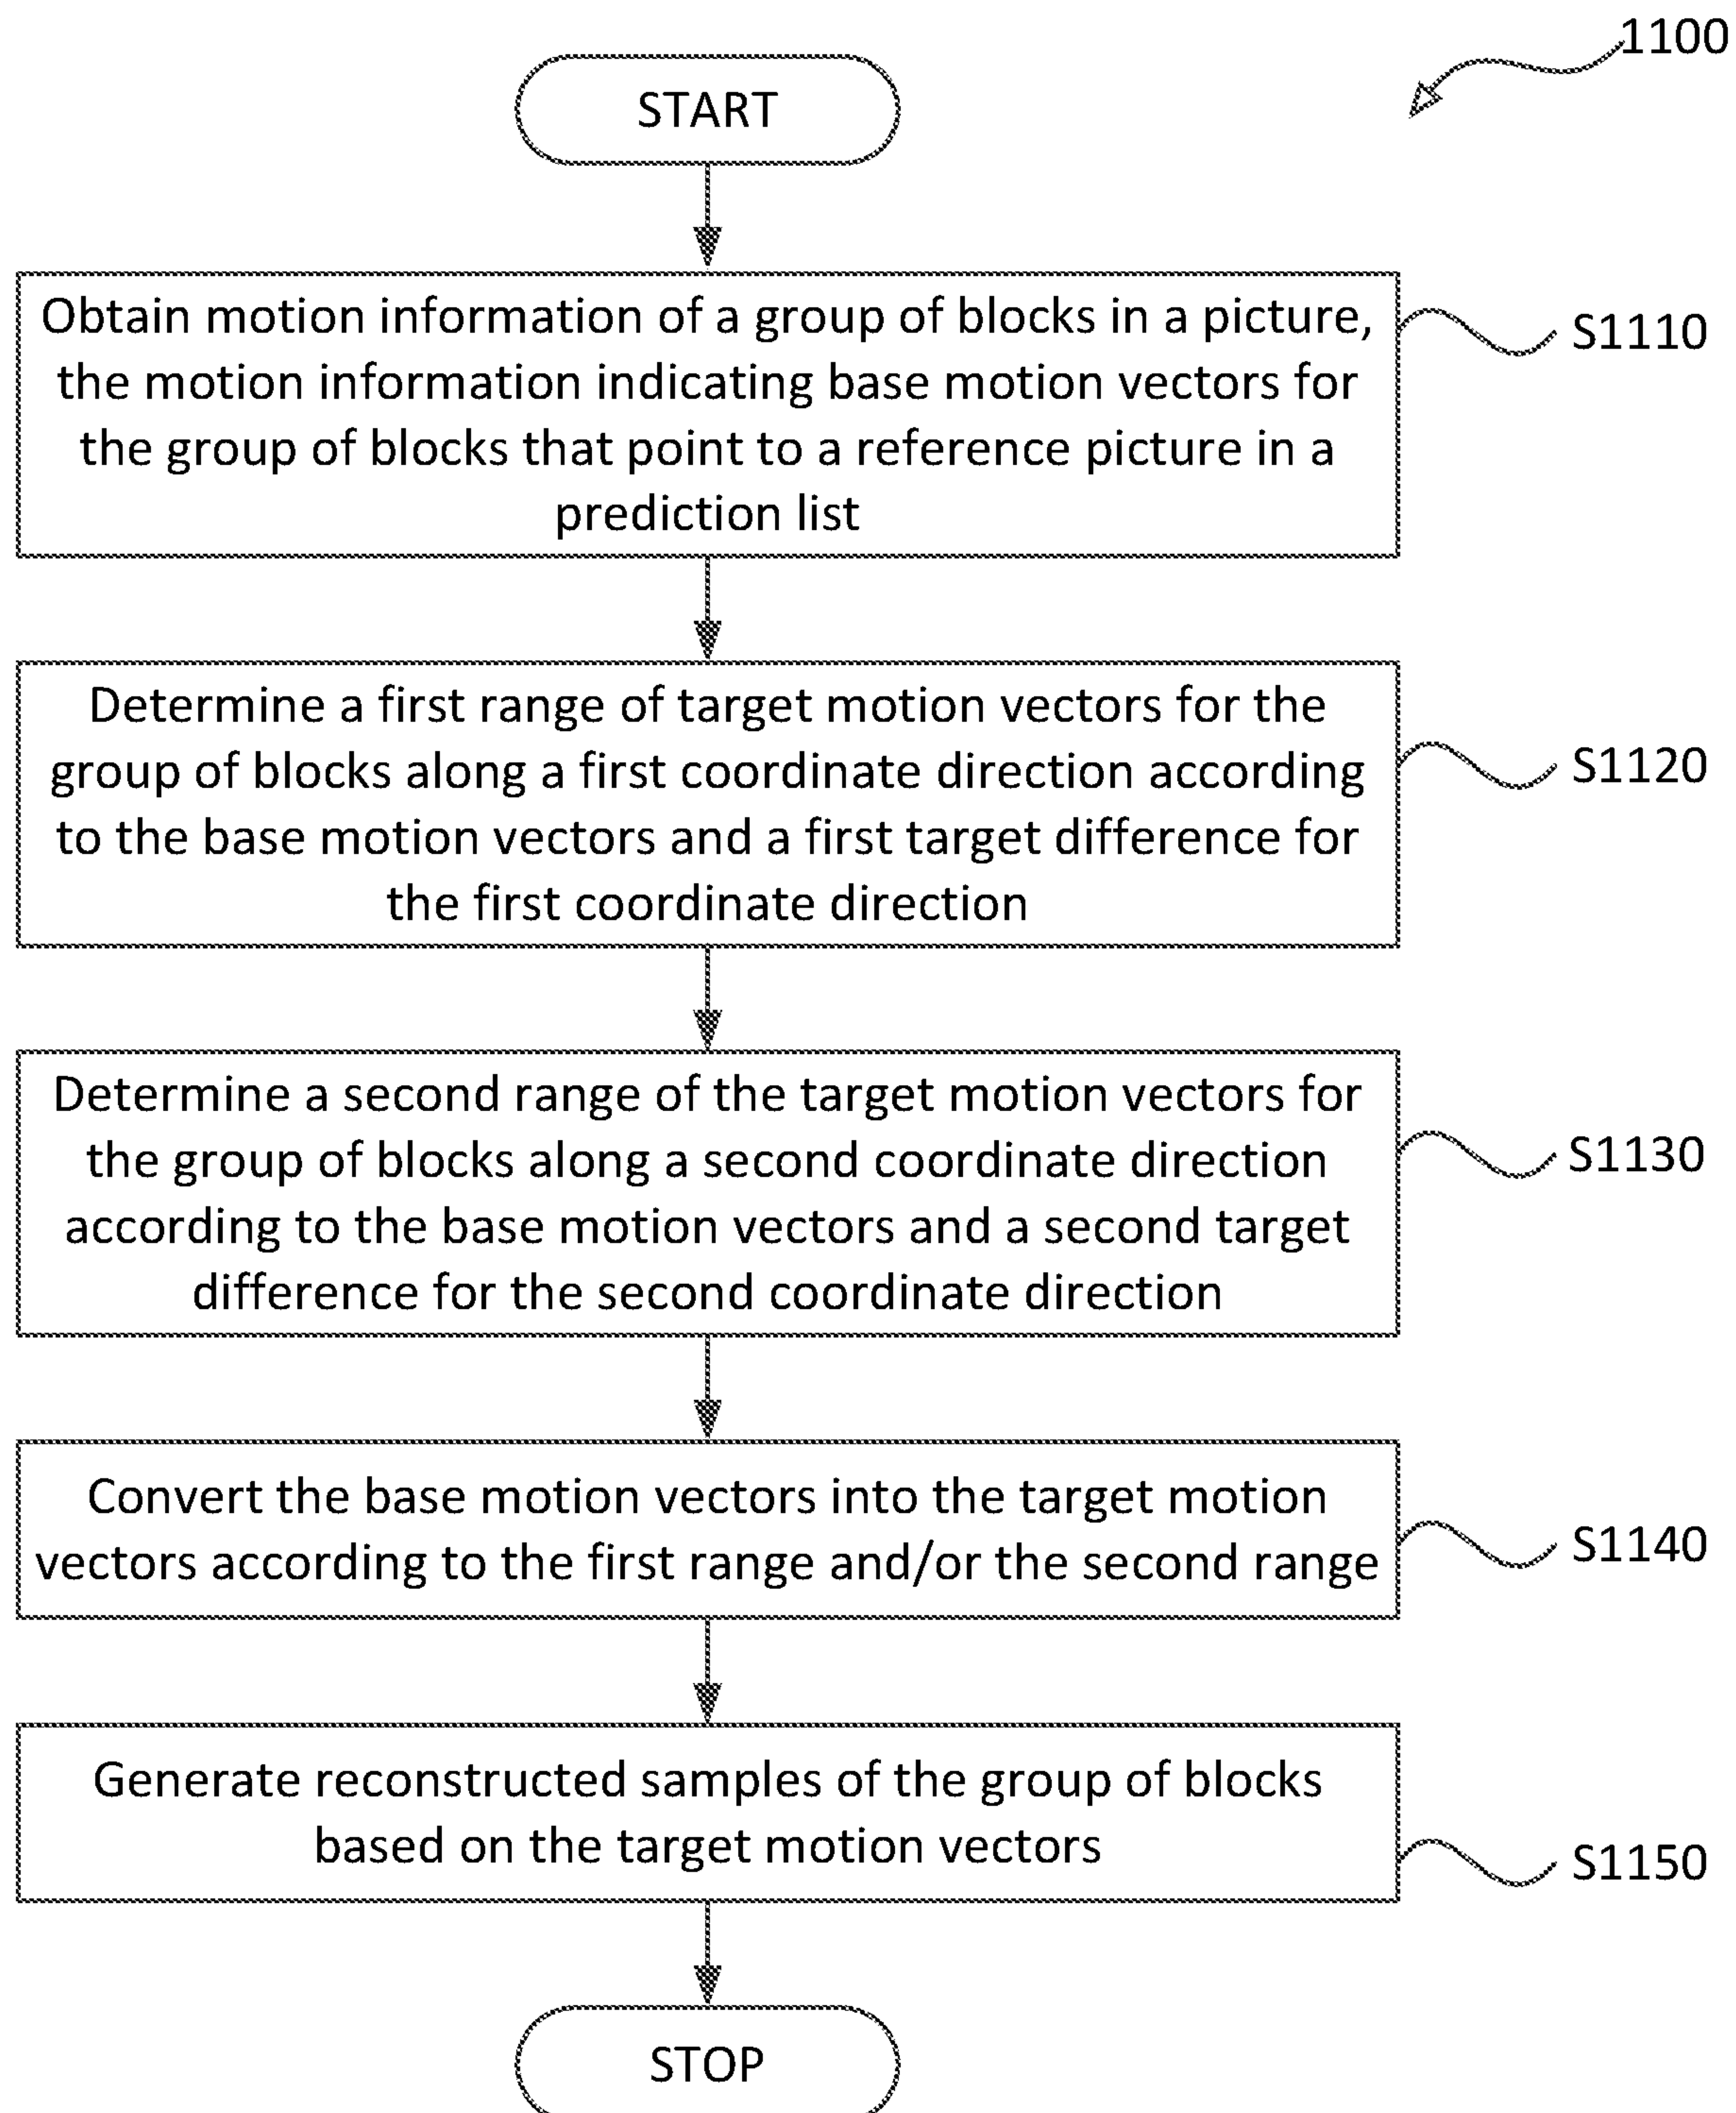 1100
START
Obtain motion information of a group of blocks in a picture,
the motion information indicating base motion vectors for
the group of blocks that point to a reference picture in a
prediction list
S1110
Determine a first range of target motion vectors for the
group of blocks along a first coordinate direction according
to the base motion vectors and a first target difference for
the first coordinate direction
S1120
Determine a second range of the target motion vectors for
the group of blocks along a second coordinate direction
according to the base motion vectors and a second target
difference for the second coordinate direction
S1130
Convert the base motion vectors into the target motion
vectors according to the first range and/or the second range
S1140
Generate reconstructed samples of the group of blocks
based on the target motion vectors
S1150
STOP